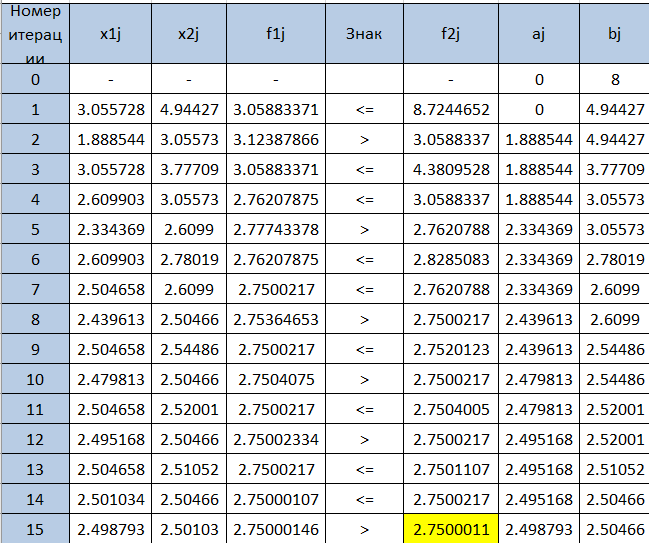 Номер итерац ии x1j x2j f1j Знак f2j aj bj
0 - - - - 0 8
1 3.055728 4.94427 3.05883371 <= 8.7244652 0 4.94427
2 1.888544 3.05573 3.12387866 > 3.0588337 1.888544 4.94427
3 3.055728 3.77709 3.05883371 <= 4.3809528 1.888544 3.77709
4 2.609903 3.05573 2.76207875 <= 3.0588337 1.888544 3.05573
5 2.334369 2.6099 2.77743378 > 2.7620788 2.334369 3.05573
6 2.609903 2.78019 2.76207875 <= 2.8285083 2.334369 2.78019
7 2.504658 2.6099 2.7500217 <= 2.7620788 2.334369 2.6099
8 2.439613 2.50466 2.75364653 > 2.7500217 2.439613 2.6099
9 2.504658 2.54486 2.7500217 <= 2.7520123 2.439613 2.54486
10 2.479813 2.50466 2.7504075 > 2.7500217 2.479813 2.54486
11 2.504658 2.52001 2.7500217 <= 2.7504005 2.479813 2.52001
12 2.495168 2.50466 2.75002334 > 2.7500217 2.495168 2.52001
13 2.504658 2.51052 2.7500217 <= 2.7501107 2.495168 2.51052
14 2.501034 2.50466 2.75000107 <= 2.7500217 2.495168 2.50466
15 2.498793 2.50103 2.75000146 > 2.7500011 2.498793 2.50466